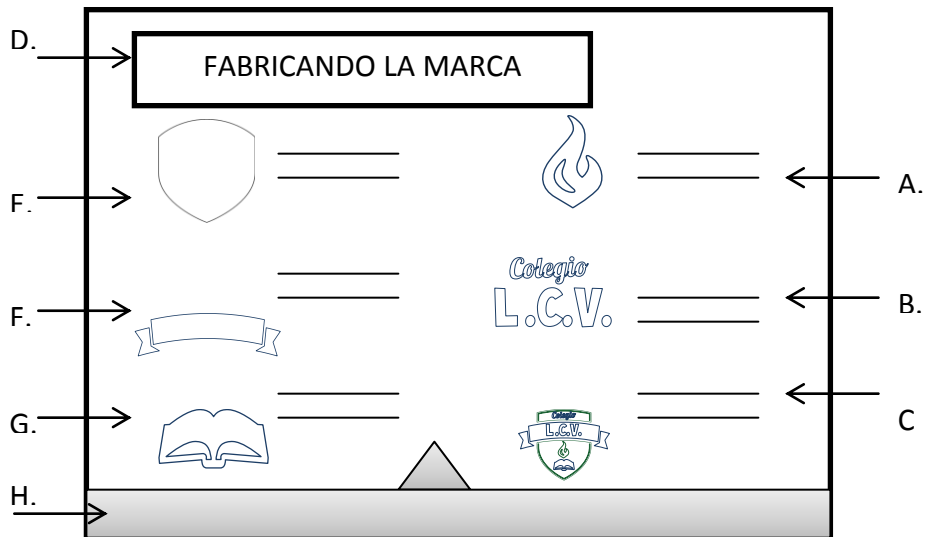 D.
FABRICANDO LA MARCA
F.
A.
F.
Colegio
L.C.V.
B.
G.
Colegio
L.C.V.
C
H.